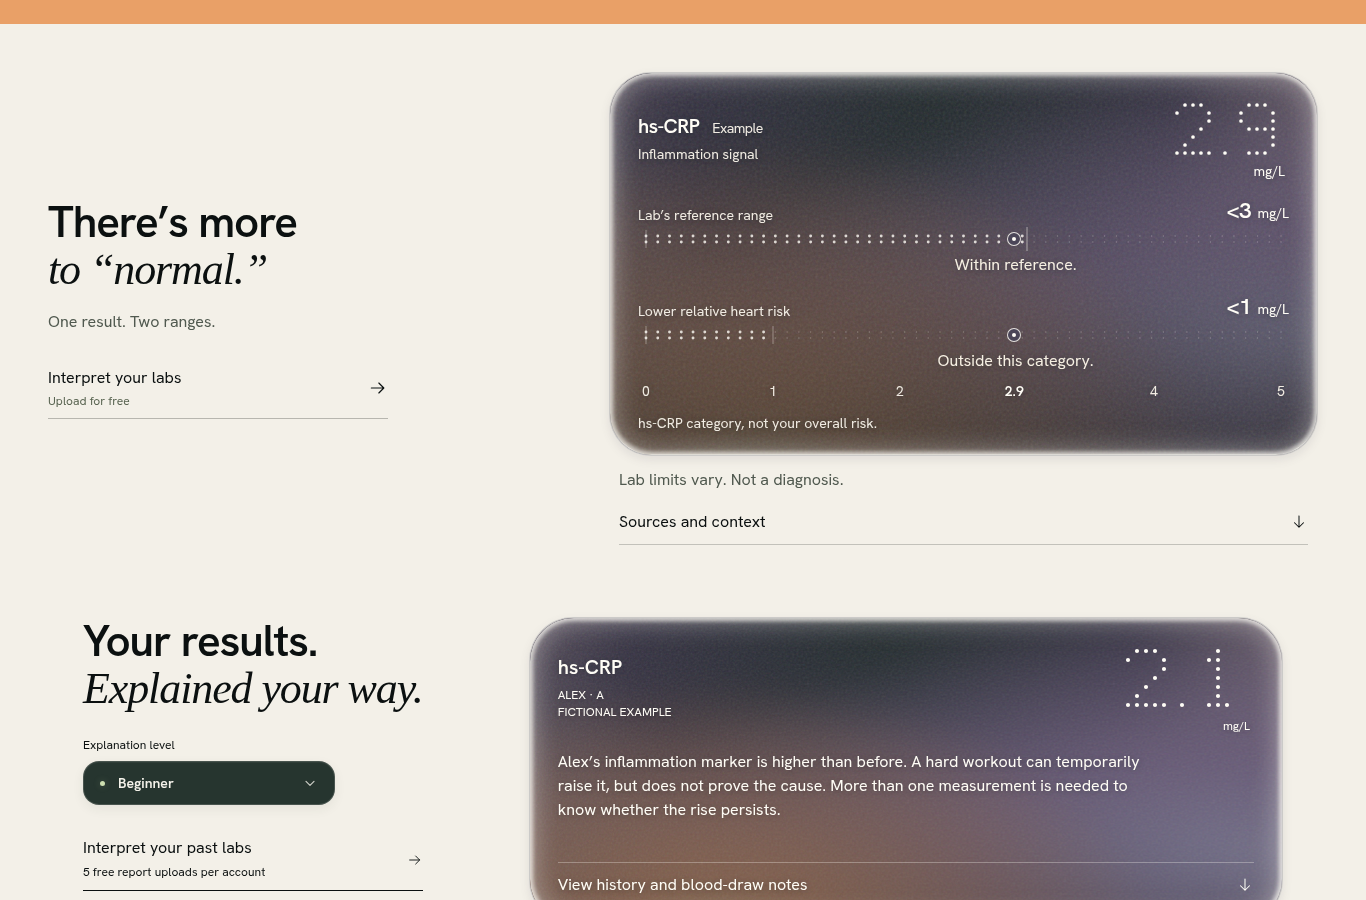 There’s more
to “normal.”
One result. Two ranges.
Interpret your labs
Upload for free
hs-CRP Example
Inflammation signal
2.9
mg/L
Lab’s reference range
<3 mg/L
Within reference.
Lower relative heart risk
<1 mg/L
Outside this category.
0 1 2 2.9 4 5
hs-CRP category, not your overall risk.
Lab limits vary. Not a diagnosis.
Sources and context
Your results.
Explained your way.
Explanation level
Beginner
Interpret your past labs
5 free report uploads per account
hs-CRP
ALEX · A
FICTIONAL EXAMPLE
2.1
mg/L
Alex’s inflammation marker is higher than before. A hard workout can temporarily
raise it, but does not prove the cause. More than one measurement is needed to
know whether the rise persists.
View history and blood-draw notes